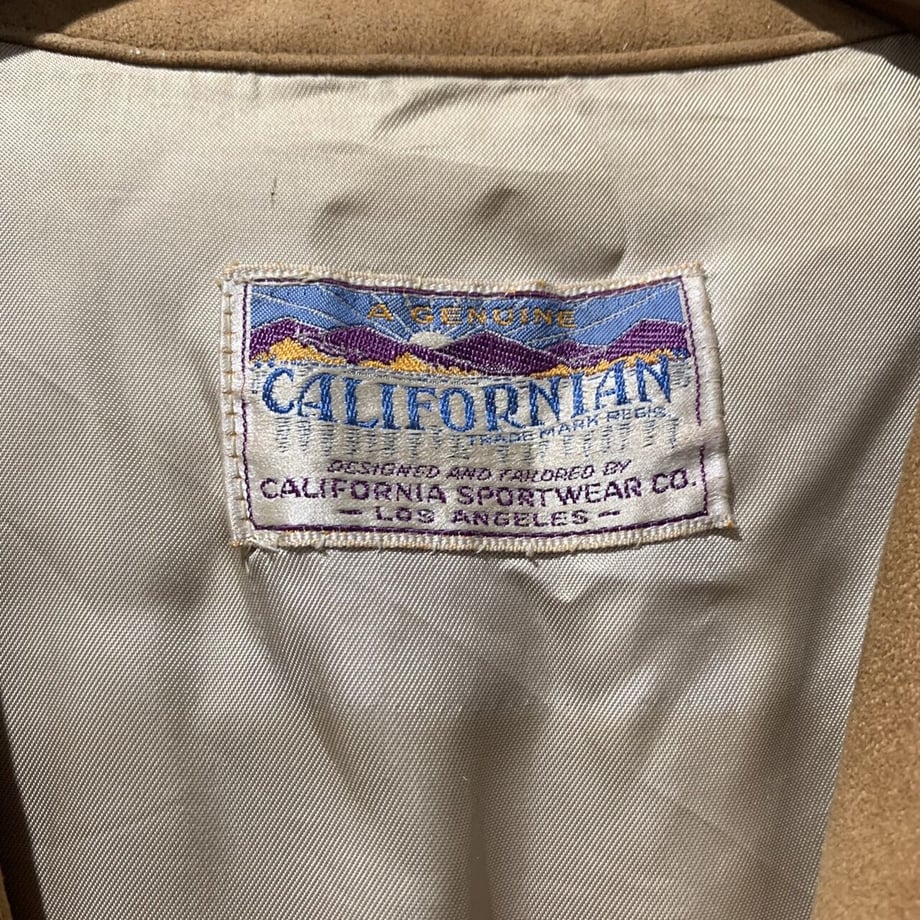 A GENUINE
CALIFORNIAN
TRADE MARK REGIS.
DESIGNED AND TAILORED BY
CALIFORNIA SPORTWEAR CO.
— LOS ANGELES —